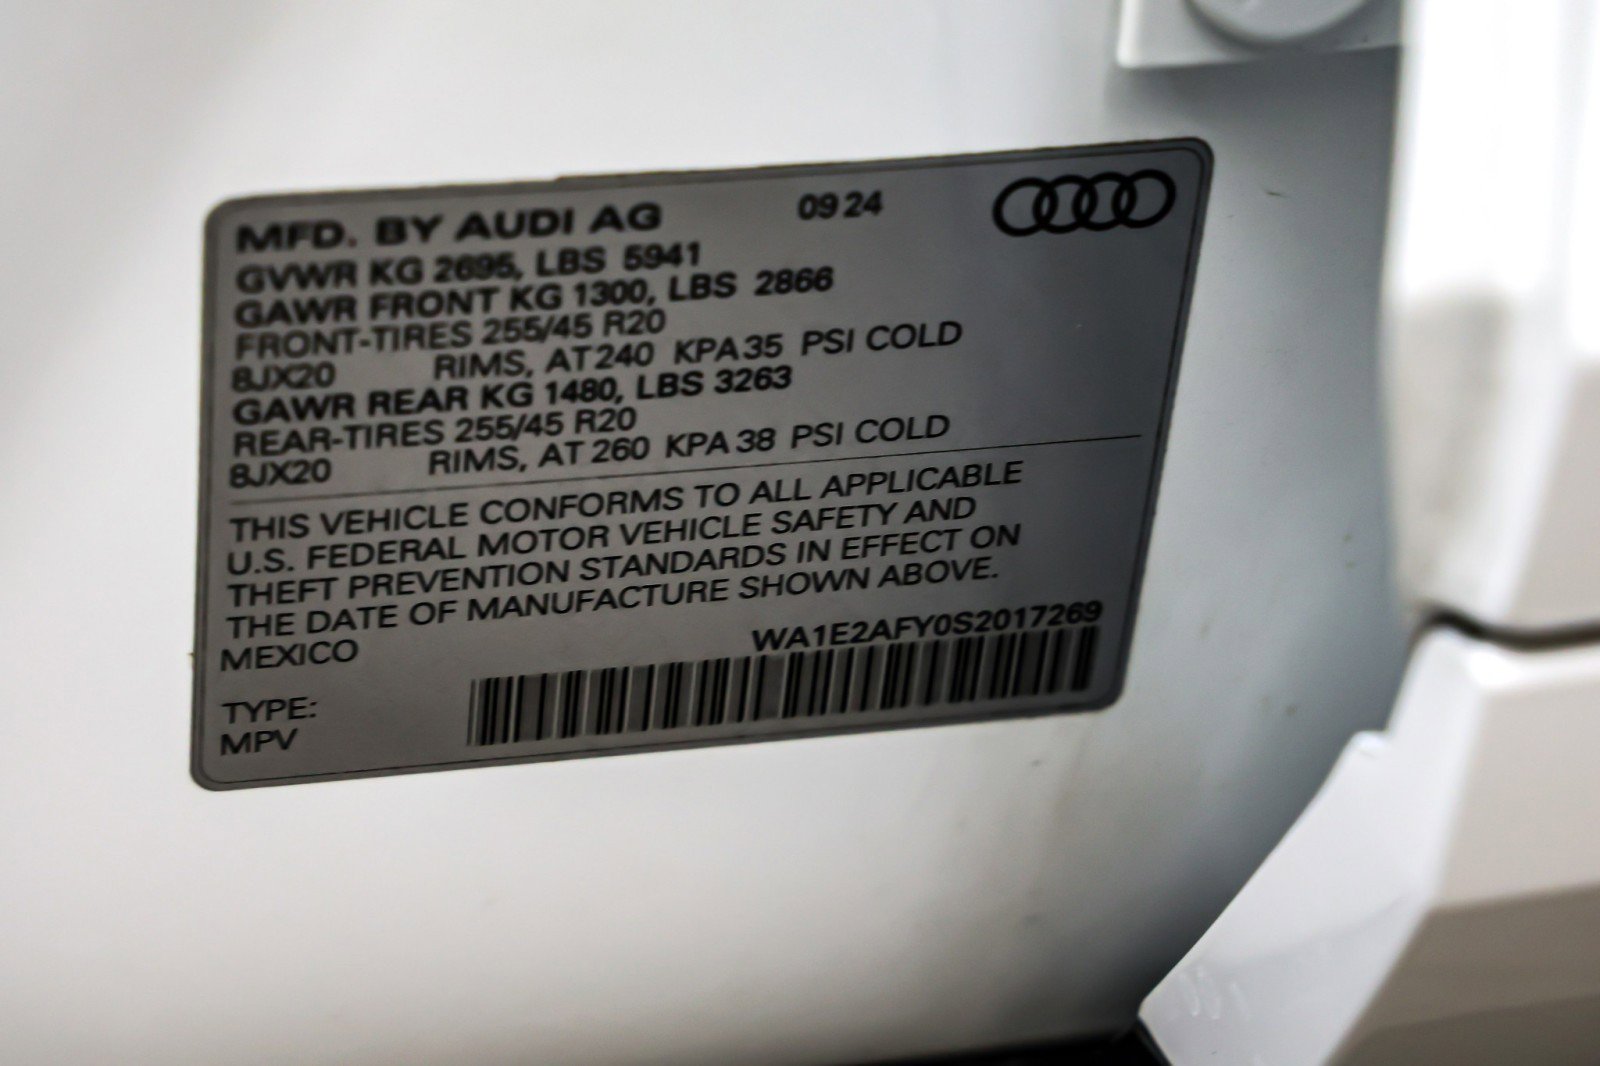 MFD. BY AUDI AG 09 24
GVWR KG 2695, LBS 5941
GAWR FRONT KG 1300, LBS 2866
FRONT-TIRES 255/45 R20
8JX20 RIMS, AT 240 KPA 35 PSI COLD
GAWR REAR KG 1480, LBS 3263
REAR-TIRES 255/45 R20
8JX20 RIMS, AT 260 KPA 38 PSI COLD
THIS VEHICLE CONFORMS TO ALL APPLICABLE
U.S. FEDERAL MOTOR VEHICLE SAFETY AND
THEFT PREVENTION STANDARDS IN EFFECT ON
THE DATE OF MANUFACTURE SHOWN ABOVE.
MEXICO WA1E2AFY0S2017269
TYPE:
MPV